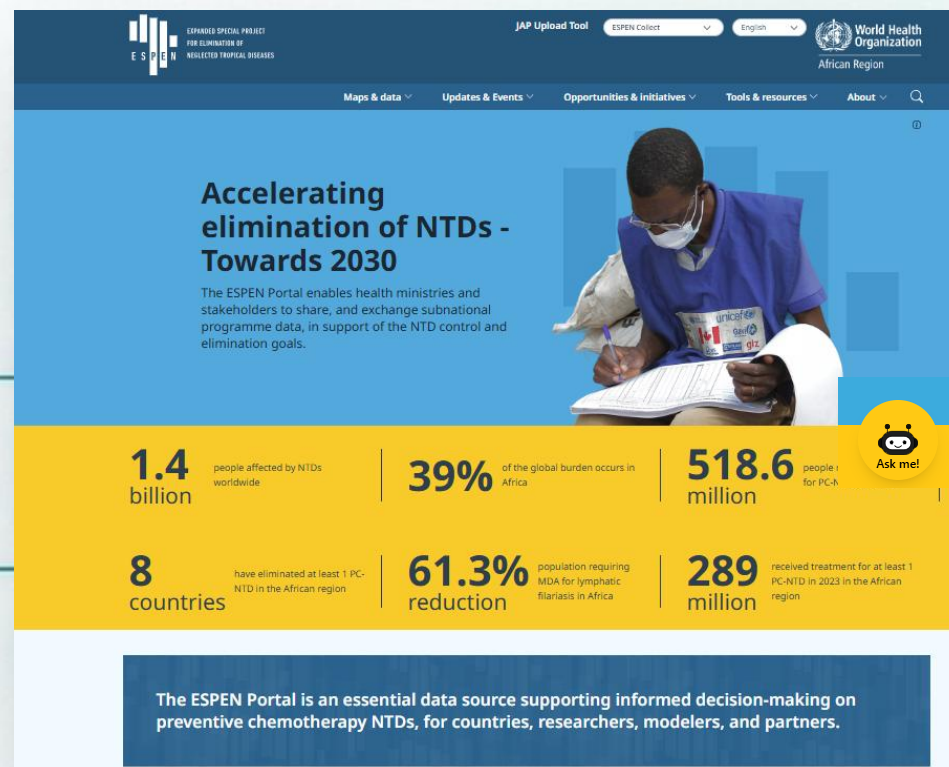 ESPEN
EXPANDED SPECIAL PROJECT
FOR ELIMINATION OF
NEGLECTED TROPICAL DISEASES
JAP Upload Tool
ESPEN Collect
English
World Health
Organization
African Region
Maps & data
Updates & Events
Opportunities & initiatives
Tools & resources
About
Accelerating
elimination of NTDs -
Towards 2030
The ESPEN Portal enables health ministries and
stakeholders to share, and exchange subnational
programme data, in support of the NTD control and
elimination goals.
unicef
Gavi
giz
1.4
billion
people affected by NTDs
worldwide
39%
of the global burden occurs in
Africa
518.6
million
people
for PC-N
Ask me!
8
countries
have eliminated at least 1 PC-
NTD in the African region
61.3%
reduction
population requiring
MDA for lymphatic
filariasis in Africa
289
million
received treatment for at least 1
PC-NTD in 2023 in the African
region
The ESPEN Portal is an essential data source supporting informed decision-making on
preventive chemotherapy NTDs, for countries, researchers, modelers, and partners.